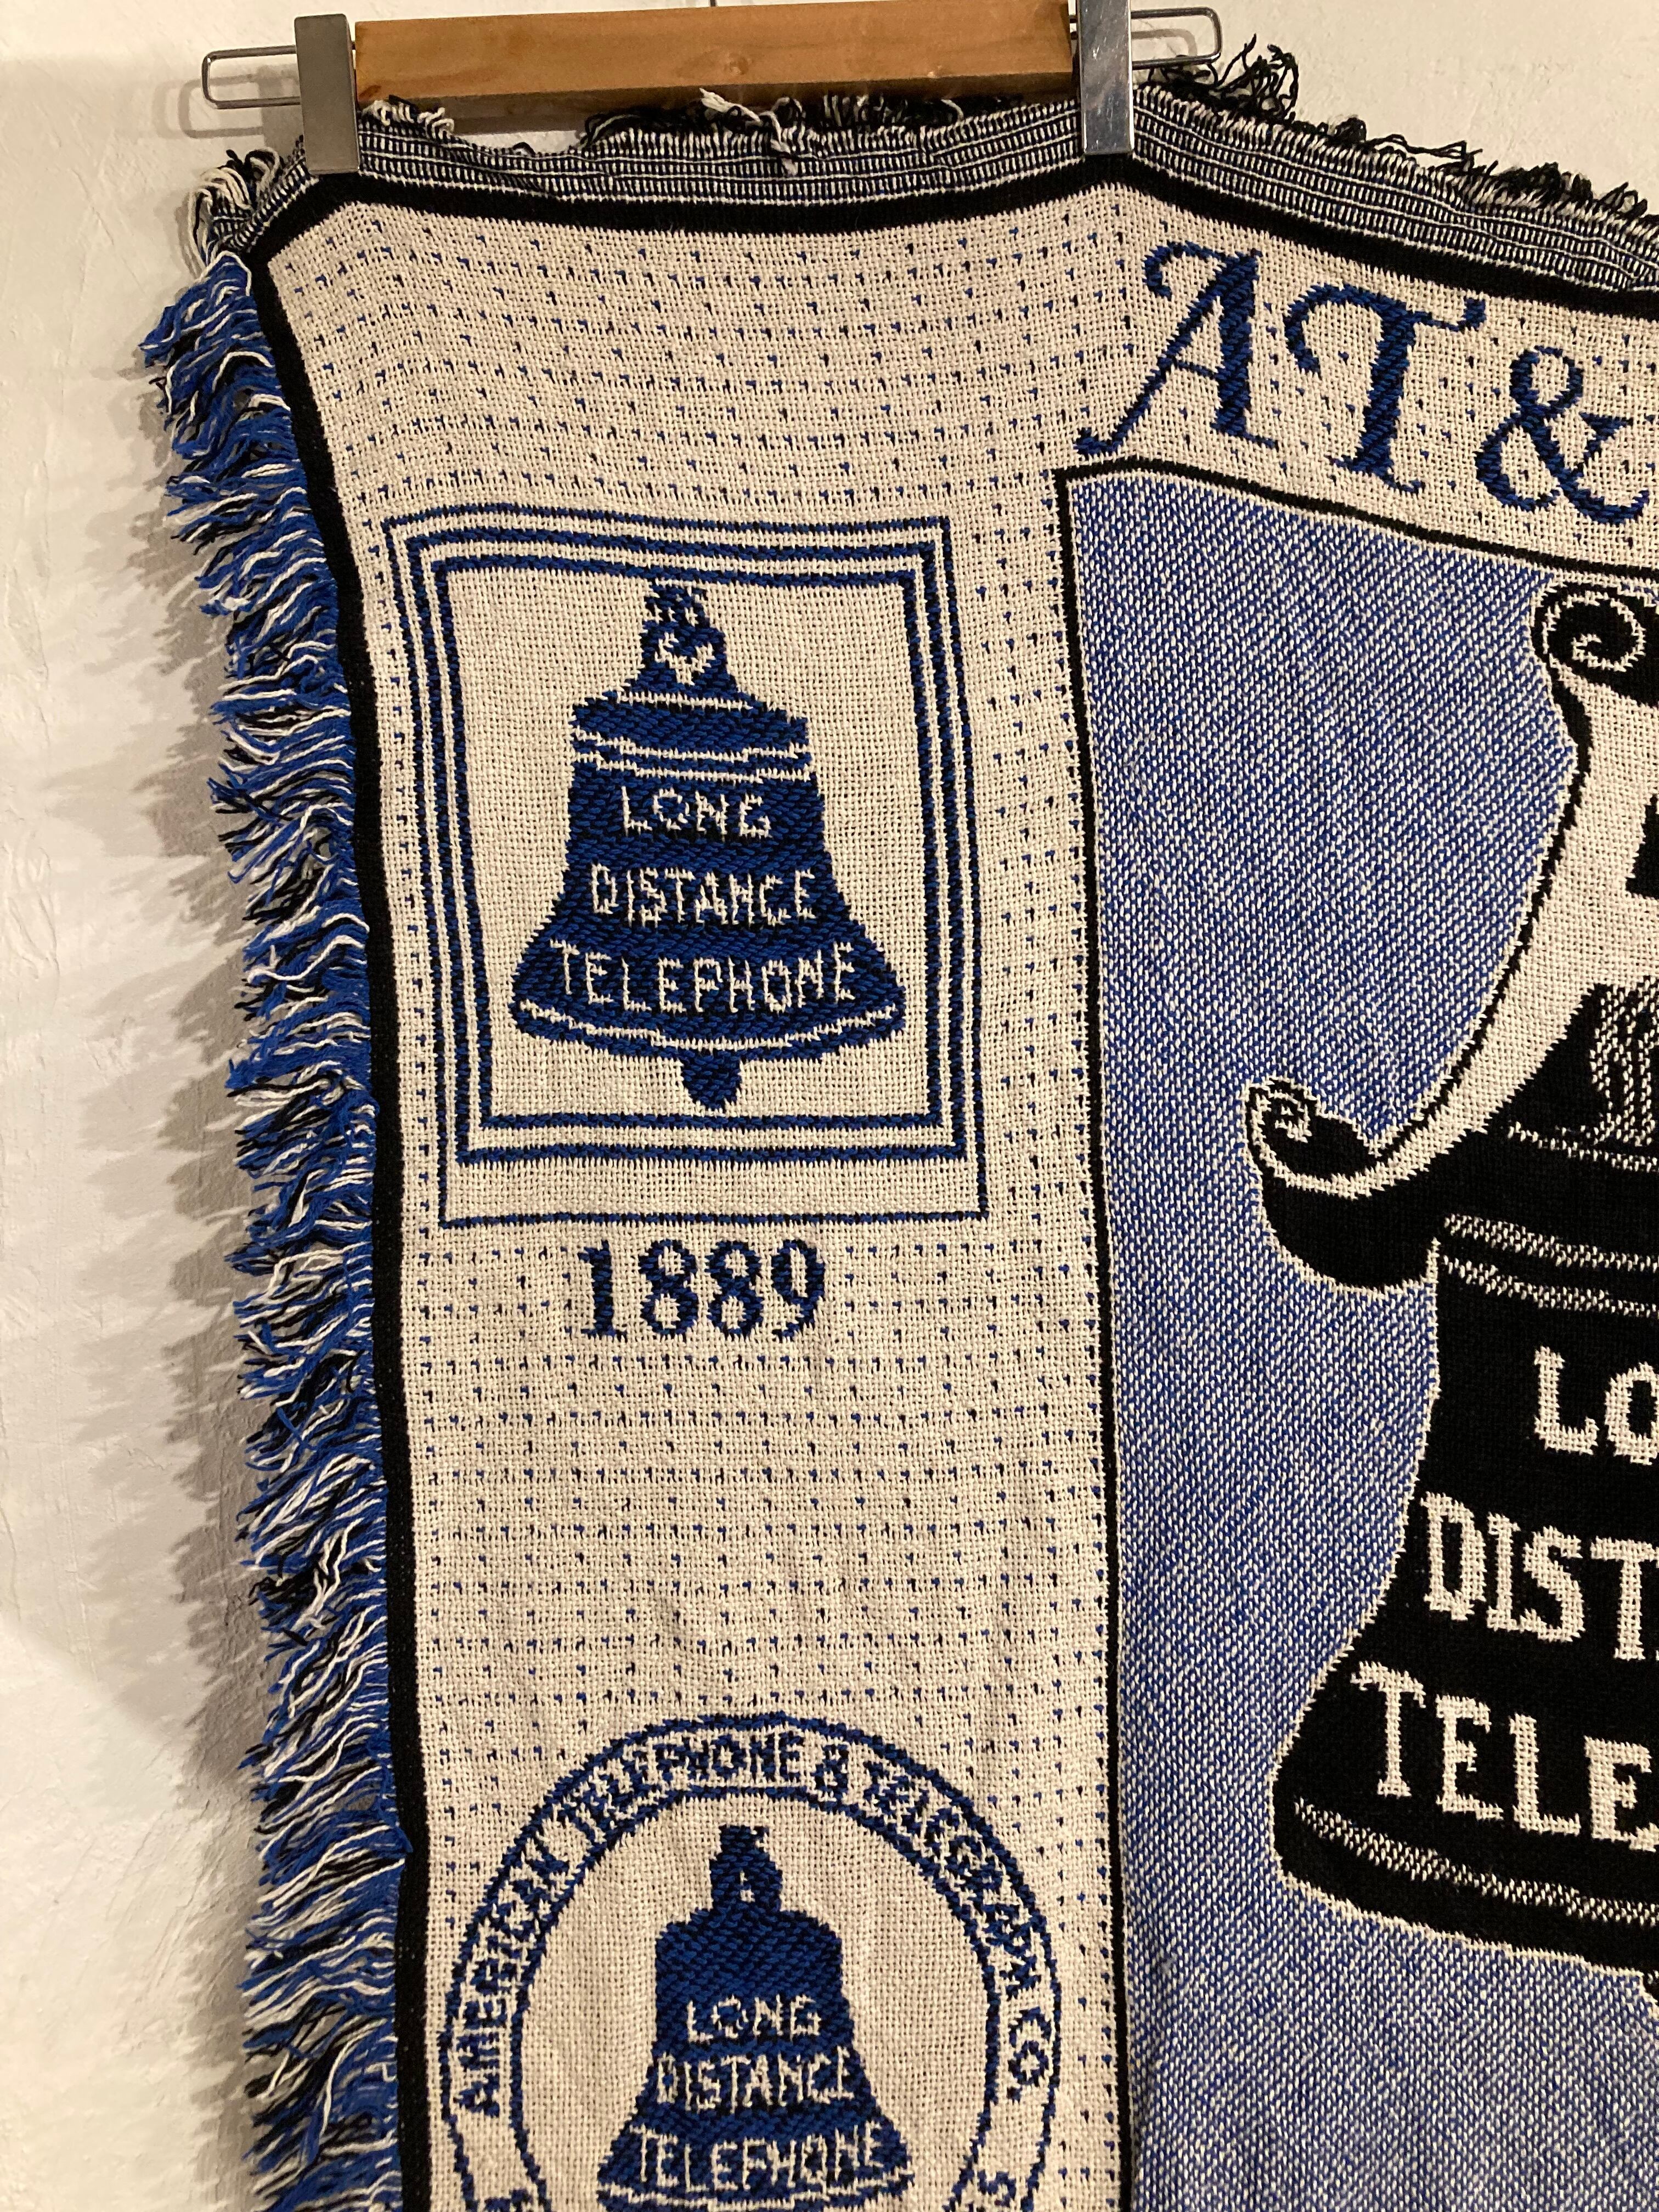 AT &
LONG
DISTANCE
TELEPHONE
1889
AMERICAN TELEPHONE & TELEGRAPH CO.
LONG
DISTANCE
TELEPHONE
LO
DIST
TELE